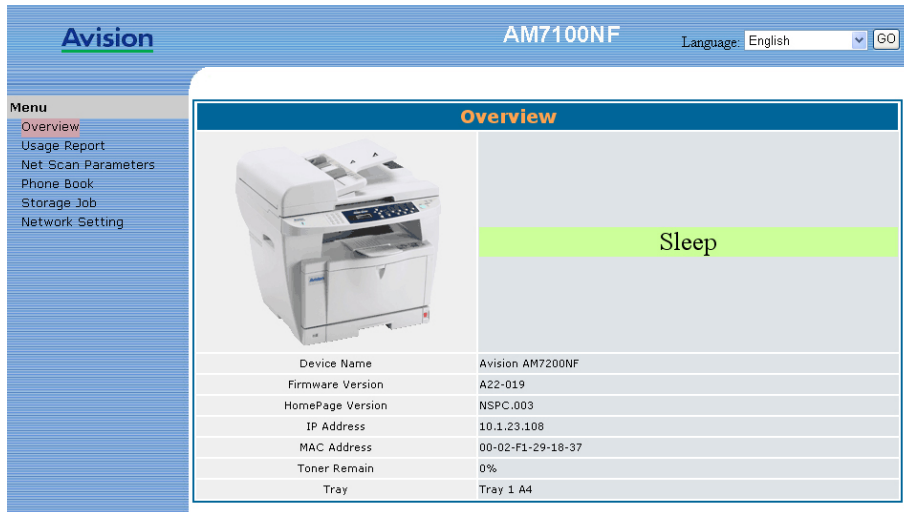 Avision
AM7100NF
Language: English GO
Menu
Overview
Usage Report
Net Scan Parameters
Phone Book
Storage Job
Network Setting
Overview
Sleep
Device Name Avision AM7200NF
Firmware Version A22-019
HomePage Version NSPC.003
IP Address 10.1.23.108
MAC Address 00-02-F1-29-18-37
Toner Remain 0%
Tray Tray 1 A4